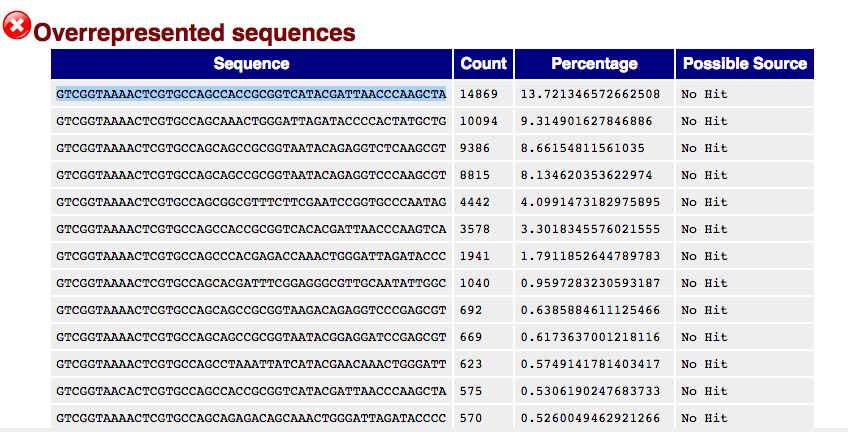 Overrepresented sequences
Sequence Count Percentage Possible Source
GTCGGTAAAACTCGTGCCAGCCACCGCGGTCATACGATTAACCCAAGCTA 14869 13.721346572662508 No Hit
GTCGGTAAAACTCGTGCCAGCAAACTGGGATTAGATACCCCACTATGCTG 10094 9.314901627846886 No Hit
GTCGGTAAAACTCGTGCCAGCAGCCGCGGTAATACAGAGGTCTCAAGCGT 9386 8.66154811561035 No Hit
GTCGGTAAAACTCGTGCCAGCAGCCGCGGTAATACAGAGGTCCCAAGCGT 8815 8.134620353622974 No Hit
GTCGGTAAAACTCGTGCCAGCGGCGTTTCTTCGAATCCGGTGCCCAATAG 4442 4.0991473182975895 No Hit
GTCGGTAAAACTCGTGCCAGCCACCGCGGTCACACGATTAACCCAAGTCA 3578 3.3018345576021555 No Hit
GTCGGTAAAACTCGTGCCAGCCCACGAGACCAAACTGGGATTAGATACCC 1941 1.7911852644789783 No Hit
GTCGGTAAAACTCGTGCCAGCACGATTTCGGAGGGCGTTGCAATATTGGC 1040 0.9597283230593187 No Hit
GTCGGTAAAACTCGTGCCAGCAGCCGCGGTAAGACAGAGGTCCCGAGCGT 692 0.6385884611125466 No Hit
GTCGGTAAAACTCGTGCCAGCAGCCGCGGTAATACGGAGGATCCGAGCGT 669 0.6173637001218116 No Hit
GTCGGTAAAACTCGTGCCAGCCTAAATTATCATACGAACAAACTGGGATT 623 0.5749141781403417 No Hit
GTCGGTAACACTCGTGCCAGCCACCGCGGTCATACGATTAACCCAAGCTA 575 0.5306190247683733 No Hit
GTCGGTAAAACTCGTGCCAGCAGAGACAGCAAACTGGGATTAGATACCCC 570 0.5260049462921266 No Hit